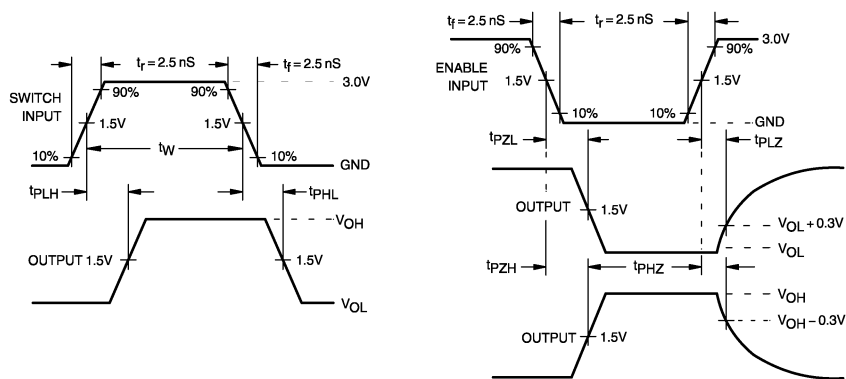 tr = 2.5 nS
tf = 2.5 nS
90% 90% 3.0V
SWITCH
INPUT
1.5V 1.5V
10% tW 10% GND
tPLH tPHL
VOH
OUTPUT 1.5V 1.5V
VOL
tf = 2.5 nS tr = 2.5 nS
90% 90% 3.0V
ENABLE
INPUT
1.5V 1.5V
10% 10%
GND
tPZL tPLZ
OUTPUT 1.5V
VOL + 0.3V
VOL
tPZH tPHZ
VOH
VOH − 0.3V
OUTPUT 1.5V